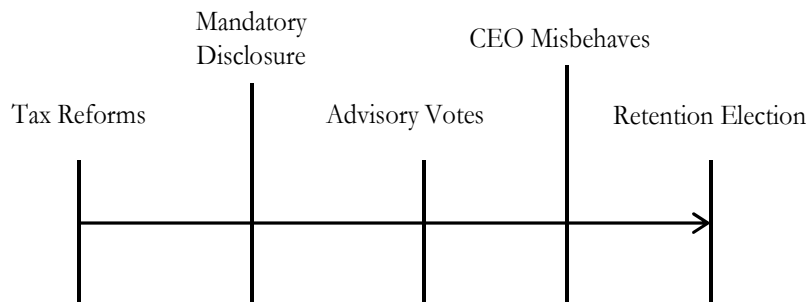 Mandatory
Disclosure
CEO Misbehaves
Tax Reforms
Advisory Votes
Retention Election